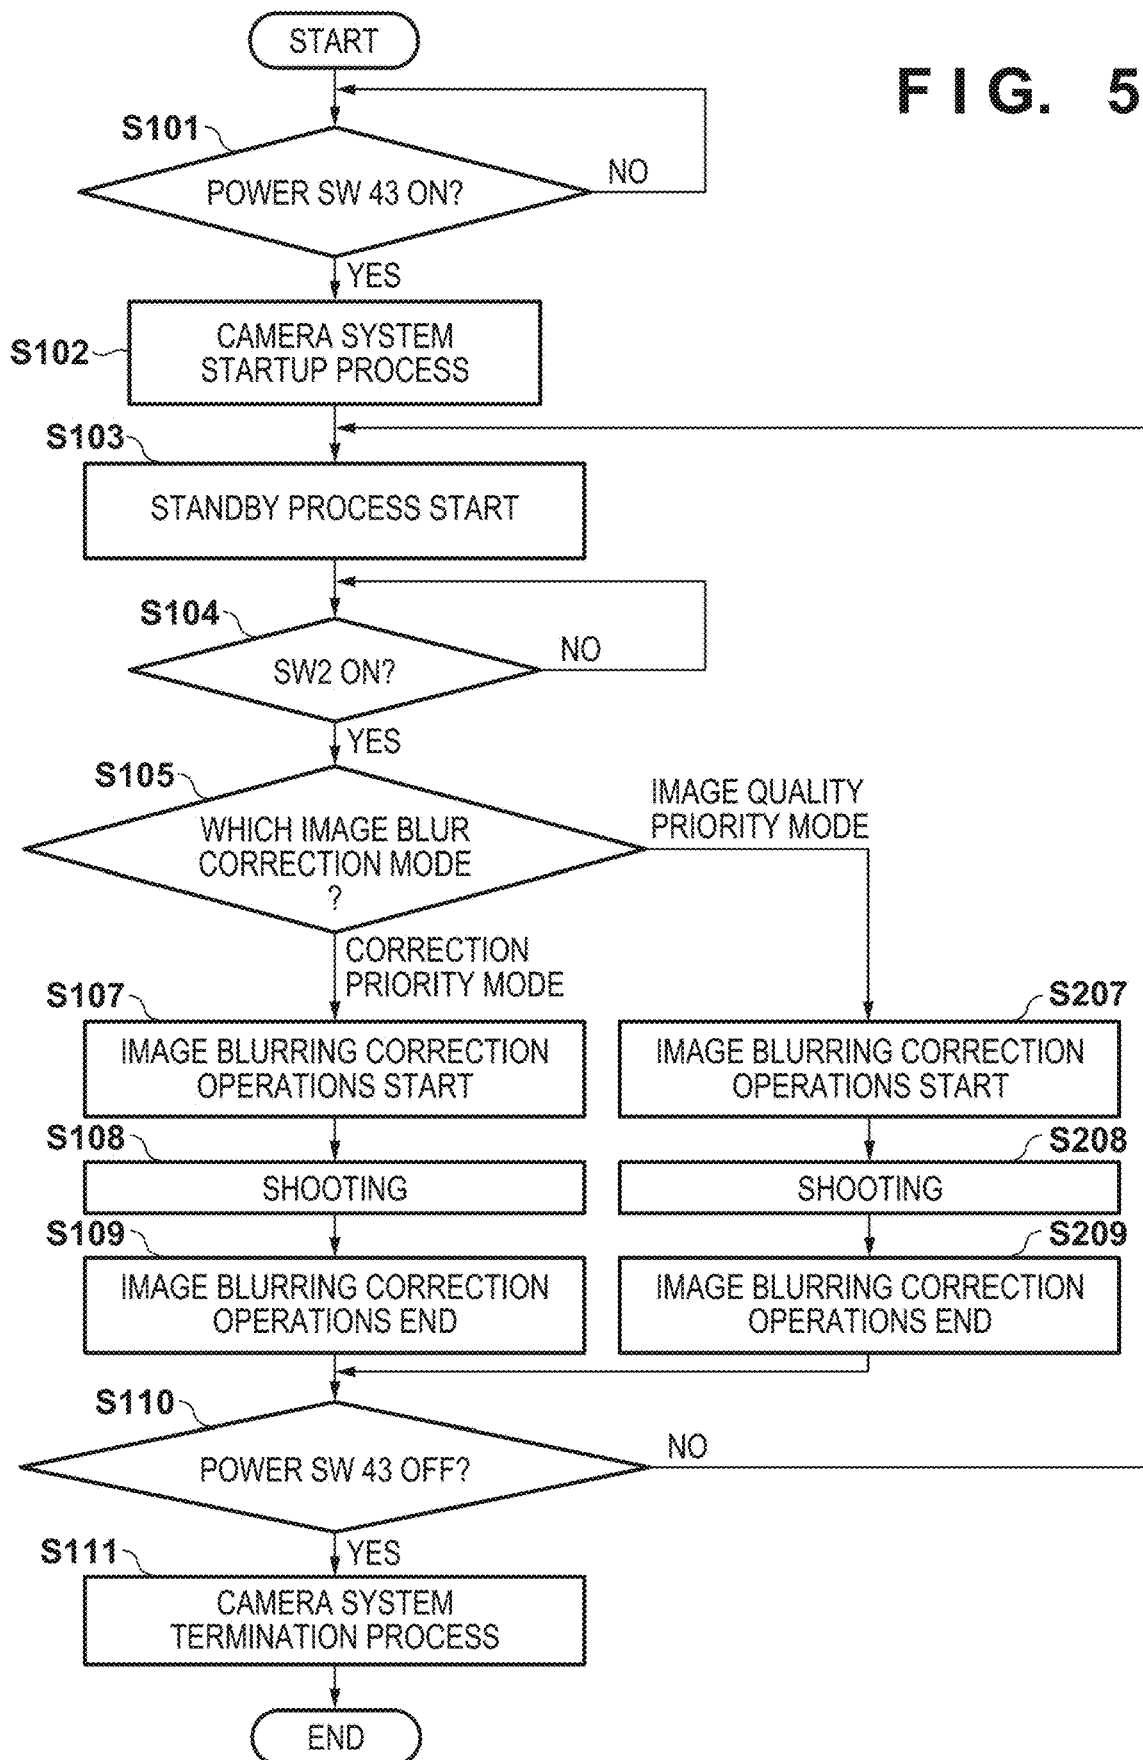 START
FIG. 5
S101
POWER SW 43 ON?
NO
YES
S102
CAMERA SYSTEM
STARTUP PROCESS
S103
STANDBY PROCESS START
S104
SW2 ON?
NO
YES
S105
WHICH IMAGE BLUR
CORRECTION MODE
?
IMAGE QUALITY
PRIORITY MODE
CORRECTION
PRIORITY MODE
S107
IMAGE BLURRING CORRECTION
OPERATIONS START
S207
IMAGE BLURRING CORRECTION
OPERATIONS START
S108
SHOOTING
S208
SHOOTING
S109
IMAGE BLURRING CORRECTION
OPERATIONS END
S209
IMAGE BLURRING CORRECTION
OPERATIONS END
S110
POWER SW 43 OFF?
NO
YES
S111
CAMERA SYSTEM
TERMINATION PROCESS
END